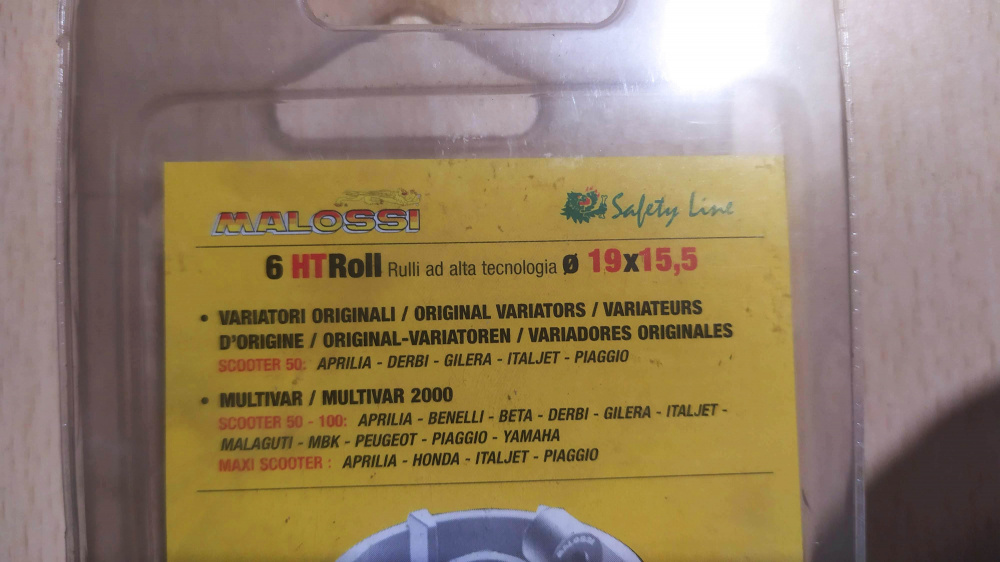 MALOSSI
Safety Line
6 HTRoll Rulli ad alta tecnologia ø 19x15,5
• VARIATORI ORIGINALI / ORIGINAL VARIATORS / VARIATEURS
D'ORIGINE / ORIGINAL-VARIATOREN / VARIADORES ORIGINALES
SCOOTER 50: APRILIA - DERBI - GILERA - ITALJET - PIAGGIO
• MULTIVAR / MULTIVAR 2000
SCOOTER 50 - 100: APRILIA - BENELLI - BETA - DERBI - GILERA - ITALJET -
MALAGUTI - MBK - PEUGEOT - PIAGGIO - YAMAHA
MAXI SCOOTER : APRILIA - HONDA - ITALJET - PIAGGIO
MALOSSI